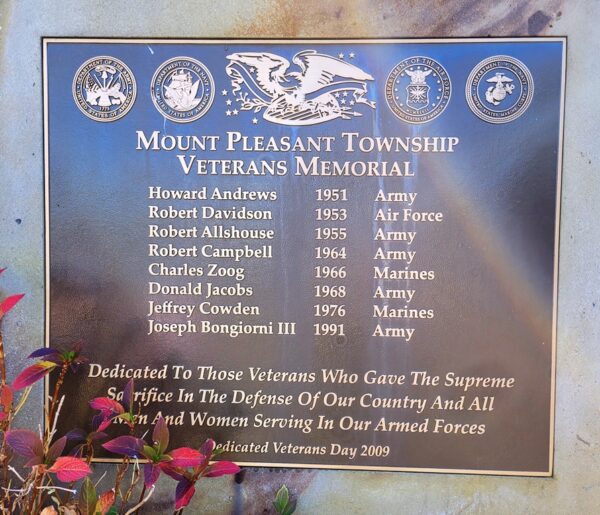 Mount Pleasant Township
Veterans Memorial
Howard Andrews 1951 Army
Robert Davidson 1953 Air Force
Robert Allshouse 1955 Army
Robert Campbell 1964 Army
Charles Zoog 1966 Marines
Donald Jacobs 1968 Army
Jeffrey Cowden 1976 Marines
Joseph Bongiorni III 1991 Army
Dedicated To Those Veterans Who Gave The Supreme
Sacrifice In The Defense Of Our Country And All
Men And Women Serving In Our Armed Forces
Dedicated Veterans Day 2009